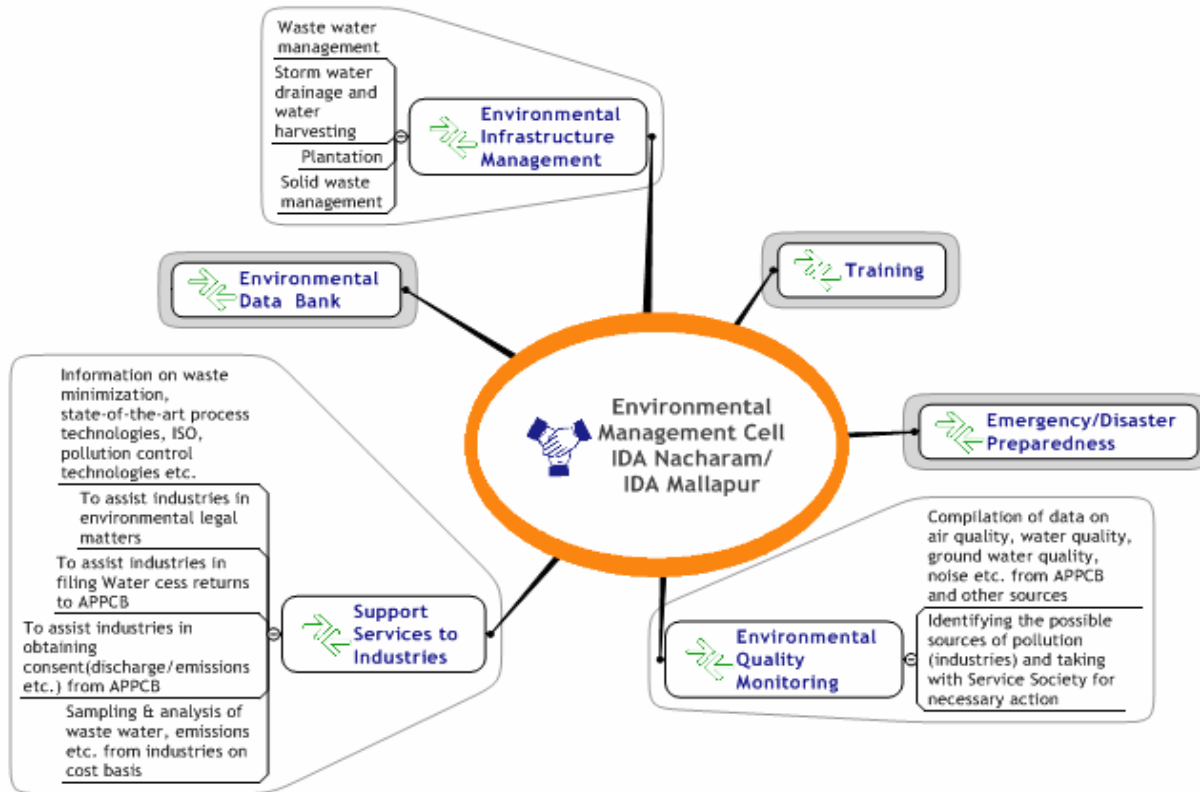 Waste water
management
Storm water
drainage and
water
harvesting
Plantation
Solid waste
management
Environmental
Infrastructure
Management
Environmental
Data Bank
Training
Environmental
Management Cell
IDA Nacharam/
IDA Mallapur
Emergency/Disaster
Preparedness
Information on waste
minimization,
state-of-the-art process
technologies, ISO,
pollution control
technologies etc.
To assist industries in
environmental legal
matters
To assist industries in
filing Water cess returns
to APPCB
To assist industries in
obtaining
consent(discharge/emissions
etc.) from APPCB
Sampling & analysis of
waste water, emissions
etc. from industries on
cost basis
Support
Services to
Industries
Environmental
Quality
Monitoring
Compilation of data on
air quality, water quality,
ground water quality,
noise etc. from APPCB
and other sources
Identifying the possible
sources of pollution
(industries) and taking
with Service Society for
necessary action